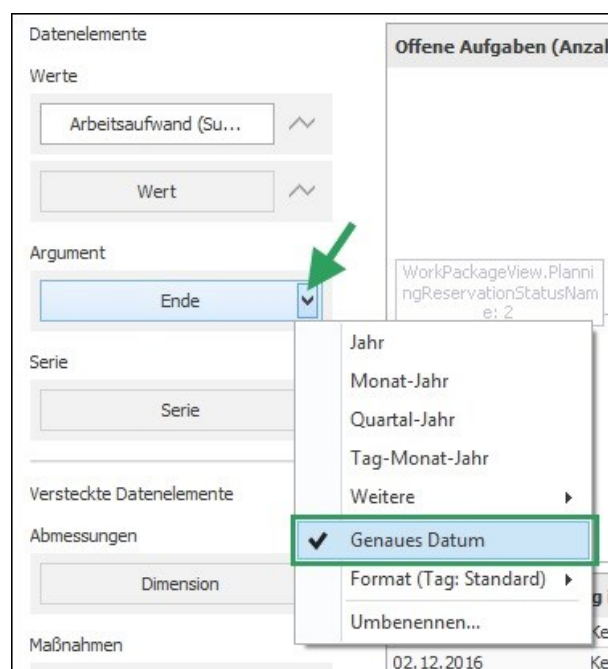 Datenelemente
Offene Aufgaben (Anzahl
Werte
Arbeitsaufwand (Su...
Wert
Argument
Ende
WorkPackageView.Planni
ngReservationStatusNam
e: 2
Jahr
Monat-Jahr
Quartal-Jahr
Tag-Monat-Jahr
Weitere
Genaues Datum
Format (Tag: Standard)
Umbenennen...
Serie
Serie
Versteckte Datenelemente
Abmessungen
Dimension
Maßnahmen
02.12.2016